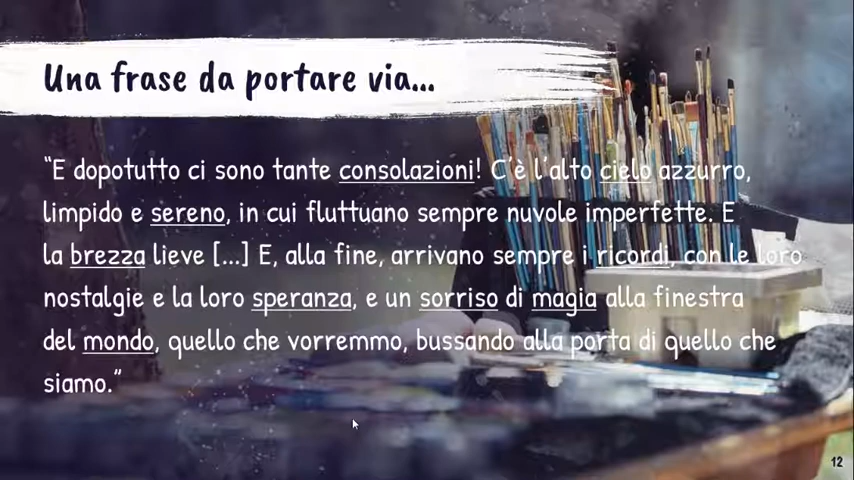 Una frase da portare via...
"E dopotutto ci sono tante consolazioni! C'è l'alto cielo azzurro,
limpido e sereno, in cui fluttuano sempre nuvole imperfette. E
la brezza lieve [...] E, alla fine, arrivano sempre i ricordi, con le loro
nostalgie e la loro speranza, e un sorriso di magia alla finestra
del mondo, quello che vorremmo, bussando alla porta di quello che
siamo."
12